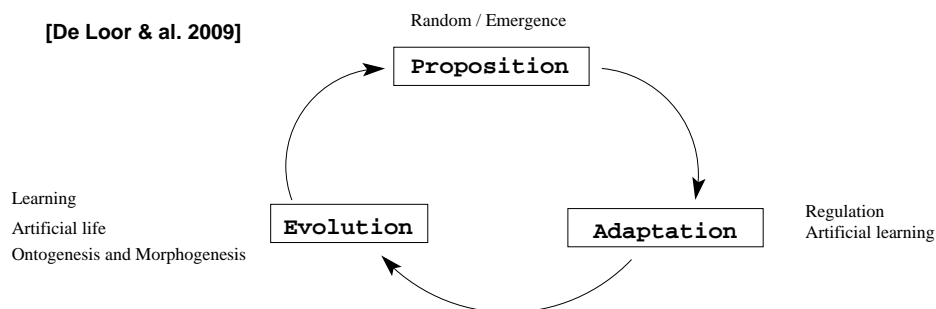 [De Loor & al. 2009]
Random / Emergence
Proposition
Learning
Artificial life
Ontogenesis and Morphogenesis
Evolution
Adaptation
Regulation
Artificial learning